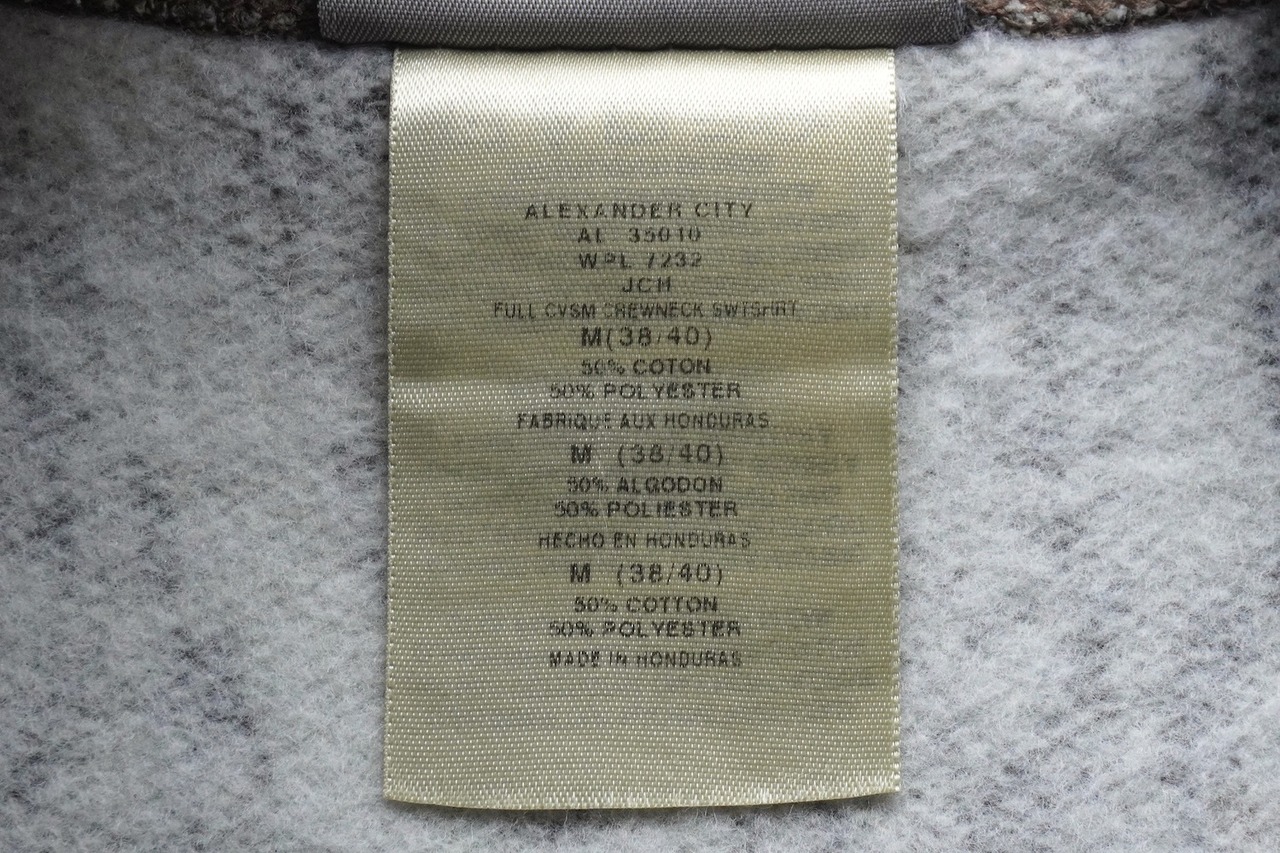 ALEXANDER CITY
AL 35010
WPL 7232
JCH
FULL CVSM CREWNECK SWTSHRT
M(38/40)
50% COTON
50% POLYESTER
FABRIQUE AUX HONDURAS
M (38/40)
50% ALGODON
50% POLIESTER
HECHO EN HONDURAS
M (38/40)
50% COTTON
50% POLYESTER
MADE IN HONDURAS